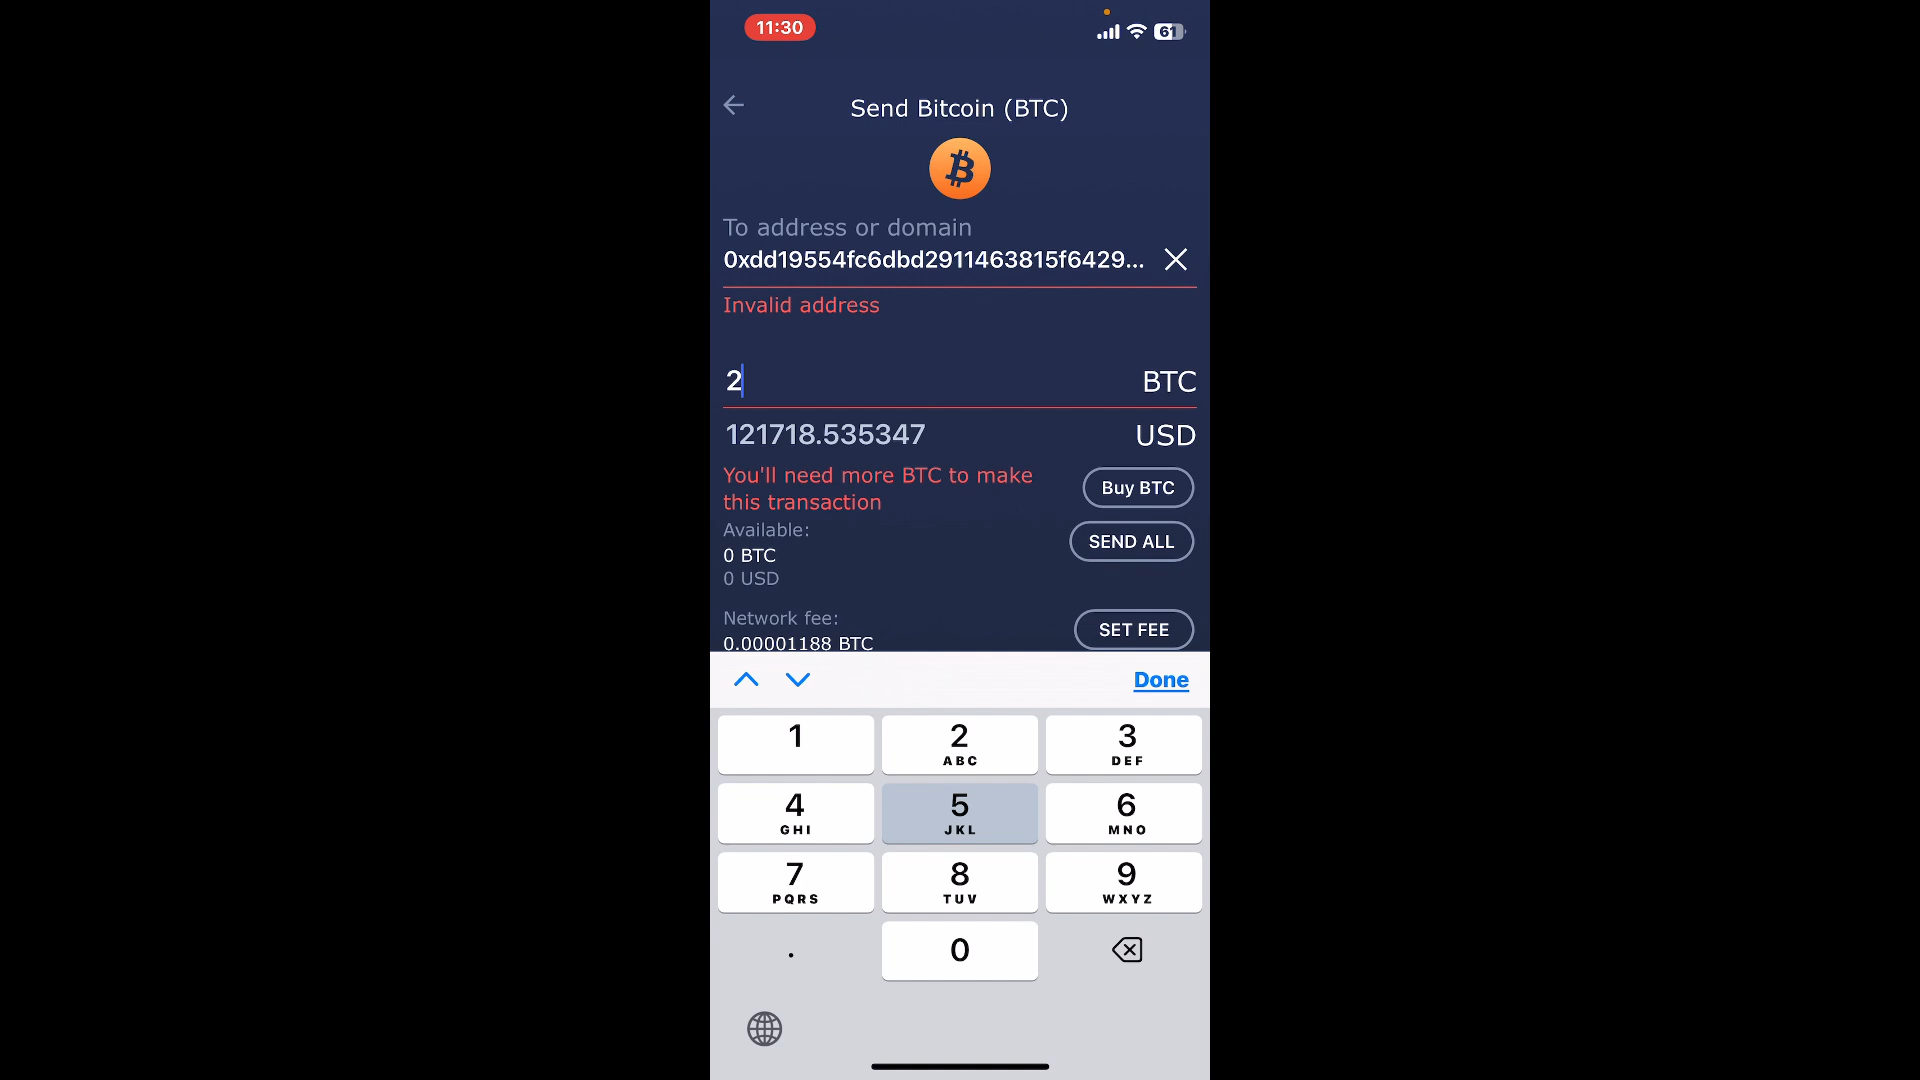 11:30
61
Send Bitcoin (BTC)
To address or domain
0xdd19554fc6dbd2911463815f6429...
Invalid address
2 BTC
121718.535347 USD
You'll need more BTC to make
this transaction
Buy BTC
Available:
0 BTC
0 USD
SEND ALL
Network fee:
0.00001188 BTC
SET FEE
Done
1 2 3
ABC DEF
4 5 6
GHI JKL MNO
7 8 9
PQRS TUV WXYZ
. 0